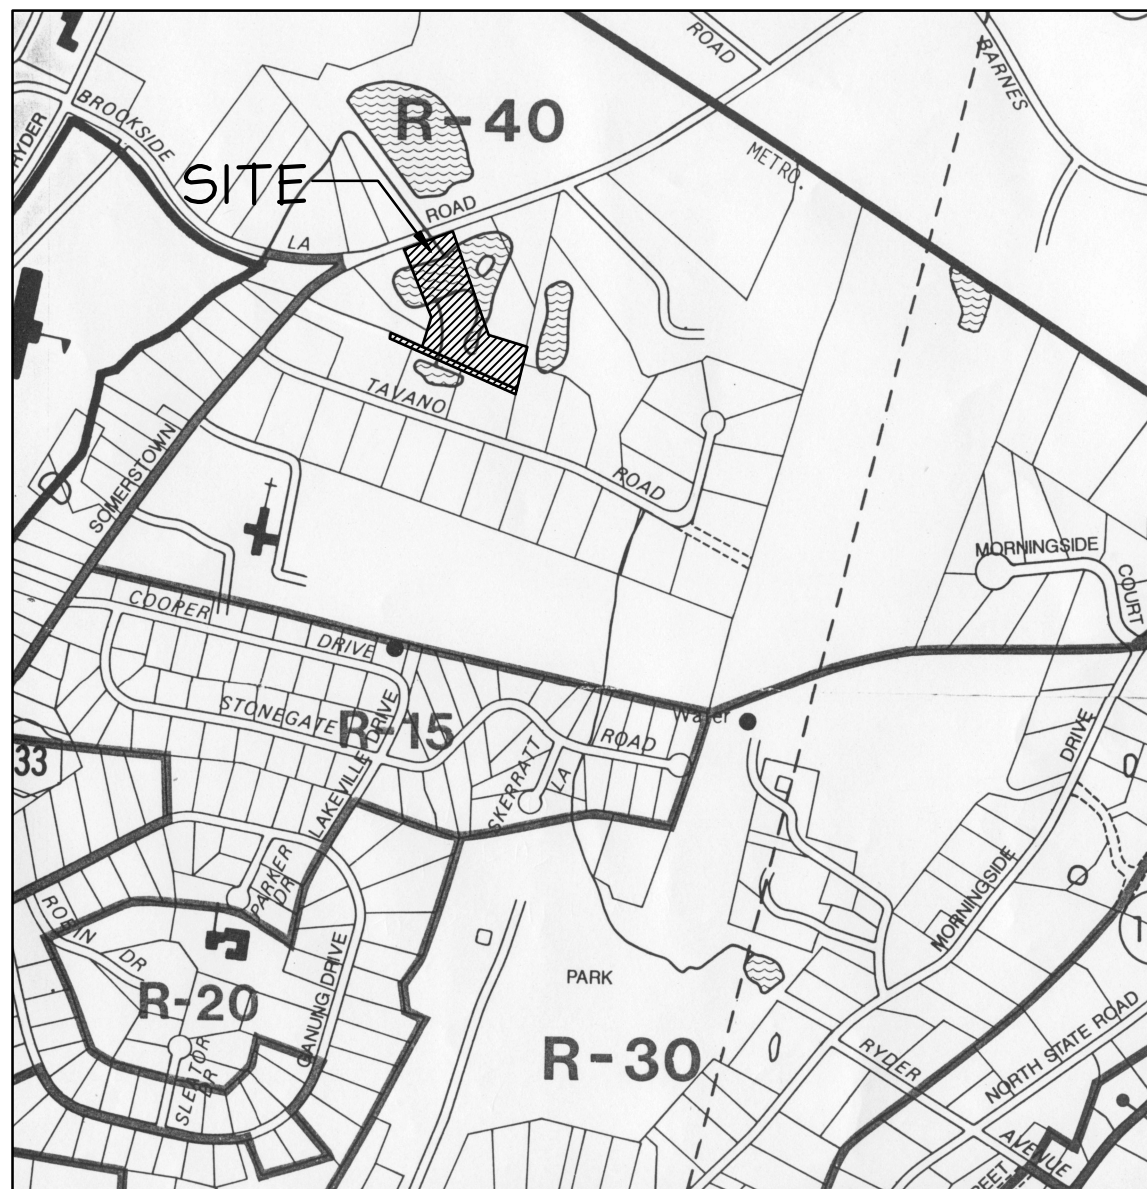 ROAD
BARNES
BROOKSIDE
RYDER
R-40
METRO.
SITE
ROAD
LA
TAVANO
ROAD
SOMERSTOWN
MORNINGSIDE
COURT
COOPER
DRIVE
STONEGATE
R-15
LAKEVILLE DRIVE
Water
ROAD
SKERRATT
LA
DRIVE
33
PARKER
DR
MORNINGSIDE
ROBIN
DR
CANUNG DRIVE
PARK
R-20
R-30
SLEATOR
DR
RYDER
NORTH STATE ROAD
AVENUE